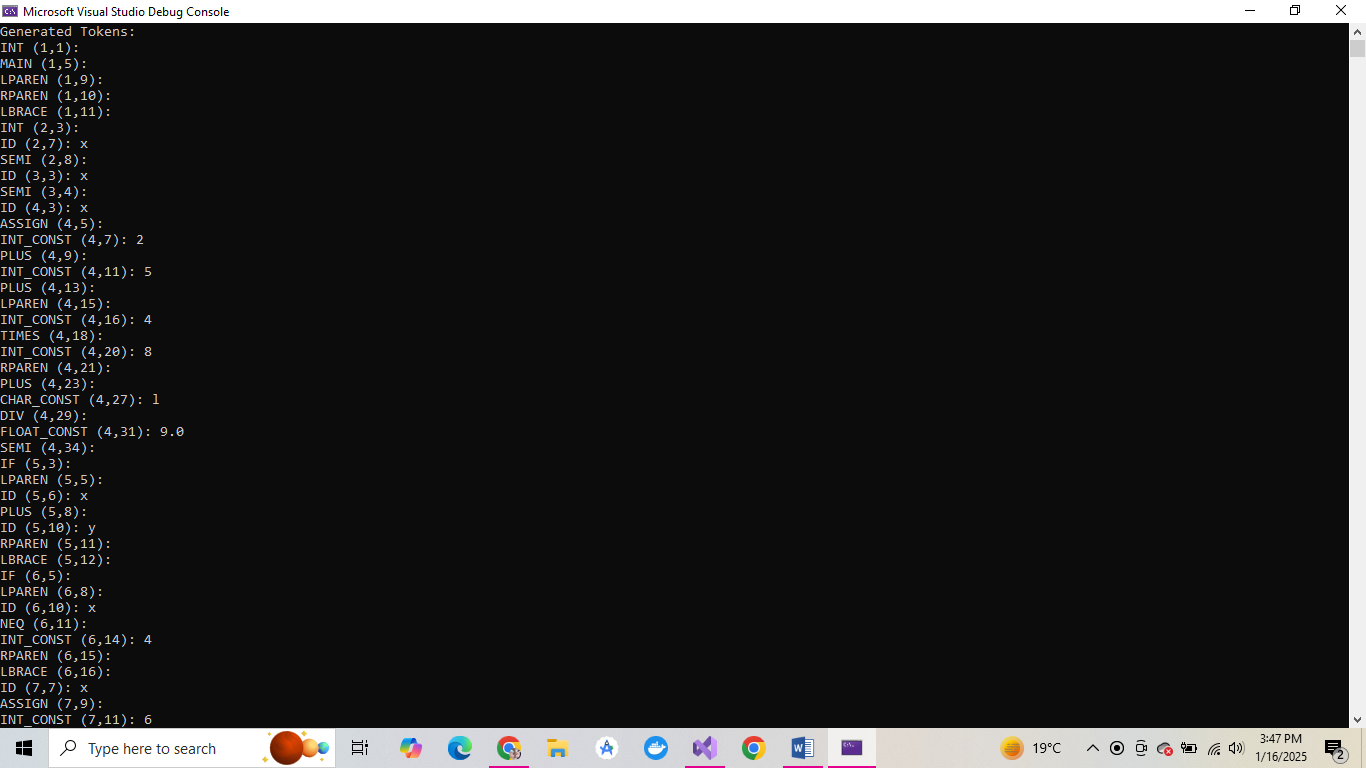 Microsoft Visual Studio Debug Console
Generated Tokens:
INT (1,1):
MAIN (1,5):
LPAREN (1,9):
RPAREN (1,10):
LBRACE (1,11):
INT (2,3):
ID (2,7): x
SEMI (2,8):
ID (3,3): x
SEMI (3,4):
ID (4,3): x
ASSIGN (4,5):
INT_CONST (4,7): 2
PLUS (4,9):
INT_CONST (4,11): 5
PLUS (4,13):
LPAREN (4,15):
INT_CONST (4,16): 4
TIMES (4,18):
INT_CONST (4,20): 8
RPAREN (4,21):
PLUS (4,23):
CHAR_CONST (4,27): l
DIV (4,29):
FLOAT_CONST (4,31): 9.0
SEMI (4,34):
IF (5,3):
LPAREN (5,5):
ID (5,6): x
PLUS (5,8):
ID (5,10): y
RPAREN (5,11):
LBRACE (5,12):
IF (6,5):
LPAREN (6,8):
ID (6,10): x
NEQ (6,11):
INT_CONST (6,14): 4
RPAREN (6,15):
LBRACE (6,16):
ID (7,7): x
ASSIGN (7,9):
INT_CONST (7,11): 6
Type here to search
19°C
3:47 PM
1/16/2025
2